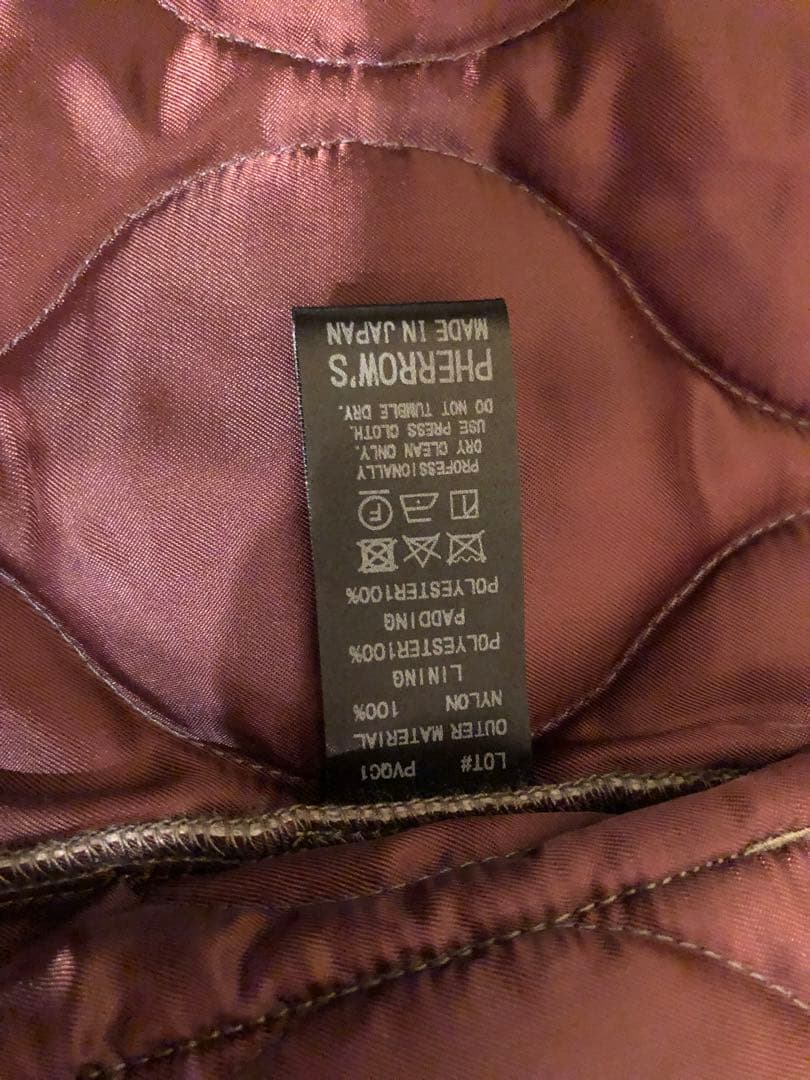 LOT# PVQC1
OUTER MATERIAL
NYLON 100%
LINING
POLYESTER100%
PADDING
POLYESTER100%
F
PROFESSIONALLY
DRY CLEAN ONLY.
USE PRESS CLOTH.
DO NOT TUMBLE DRY.
PHERROW'S
MADE IN JAPAN